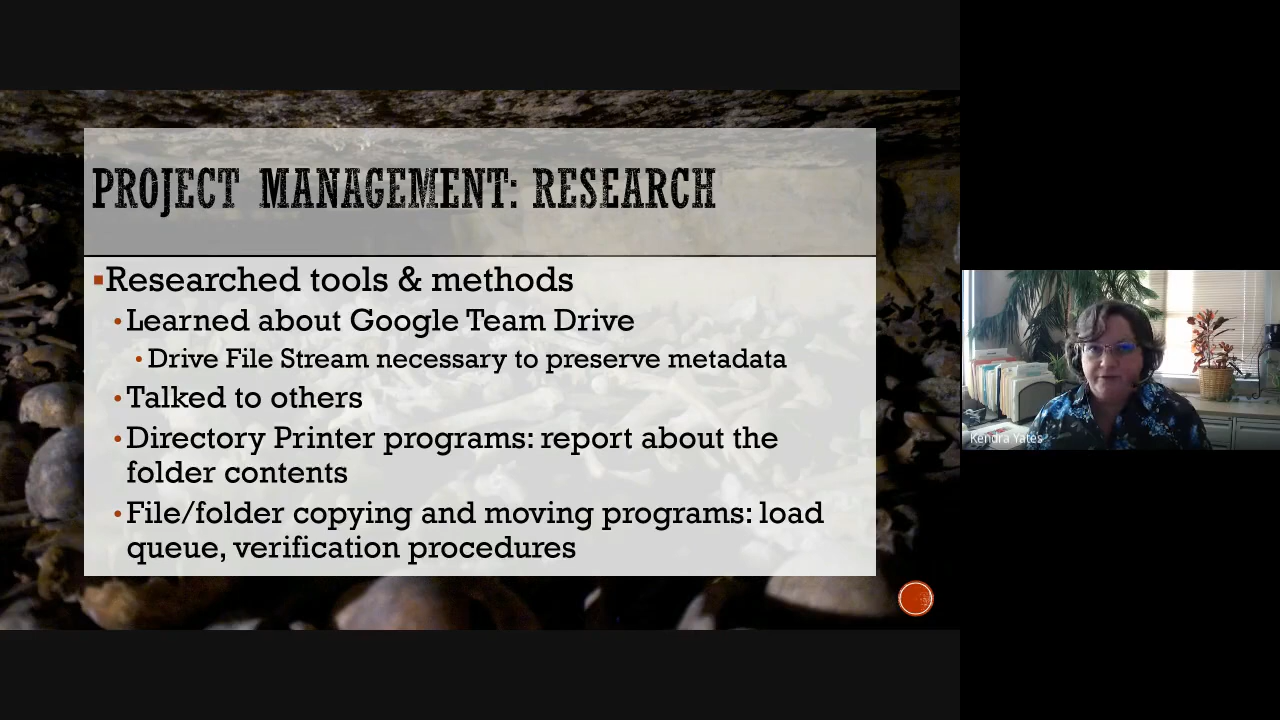 PROJECT MANAGEMENT: RESEARCH
Researched tools & methods
Learned about Google Team Drive
Drive File Stream necessary to preserve metadata
Talked to others
Directory Printer programs: report about the
folder contents
File/folder copying and moving programs: load
queue, verification procedures
Kendra Yates